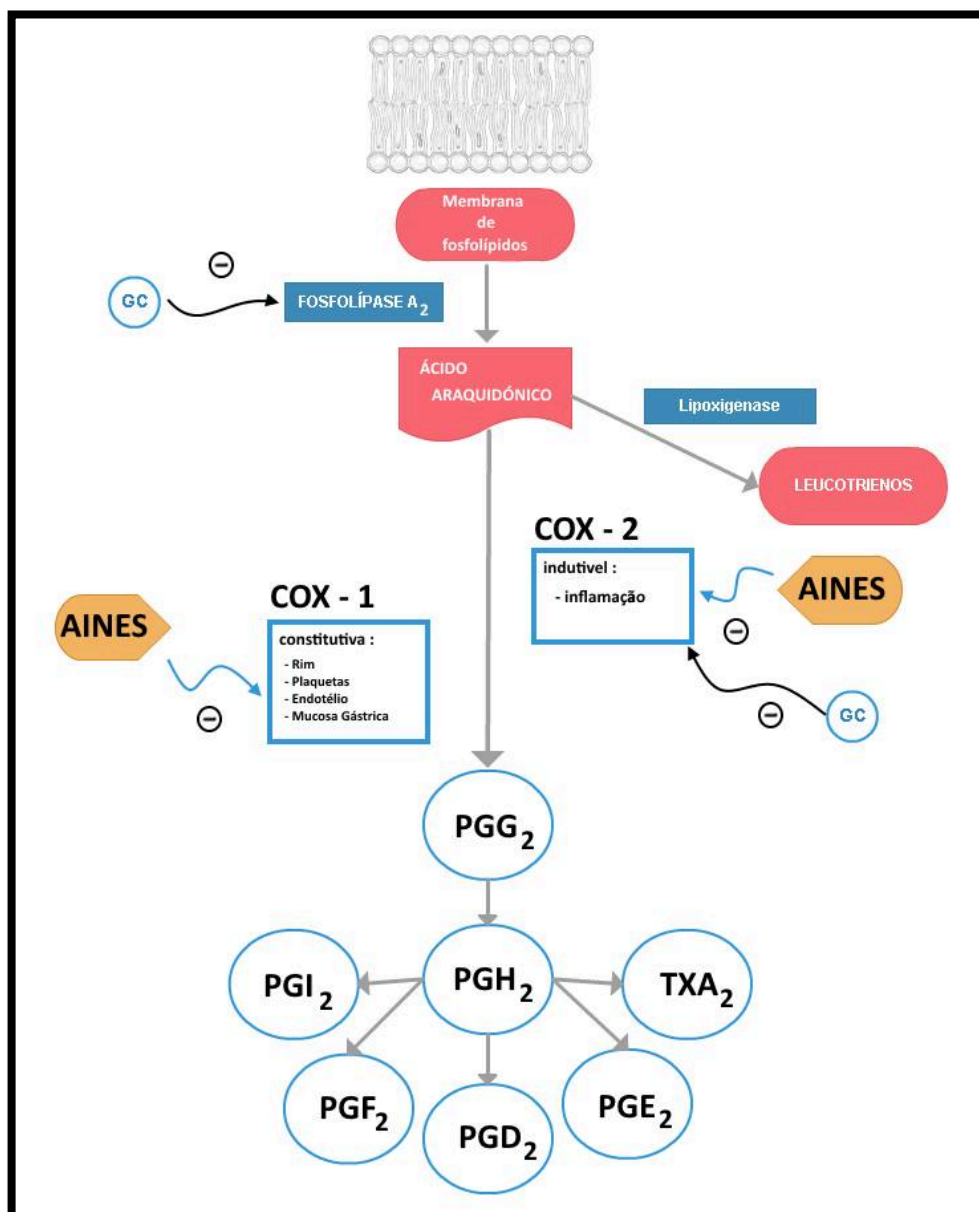 Membrana
de
fosfolípidos
GC
FOSFOLÍPASE A2
ÁCIDO
ARAQUIDÓNICO
Lipoxigenase
LEUCOTRIENOS
COX - 2
indutivel :
- inflamação
AINES
COX - 1
AINES
constitutiva :
- Rim
- Plaquetas
- Endotélio
- Mucosa Gástrica
GC
PGG2
PGI2
PGH2
TXA2
PGF2
PGD2
PGE2